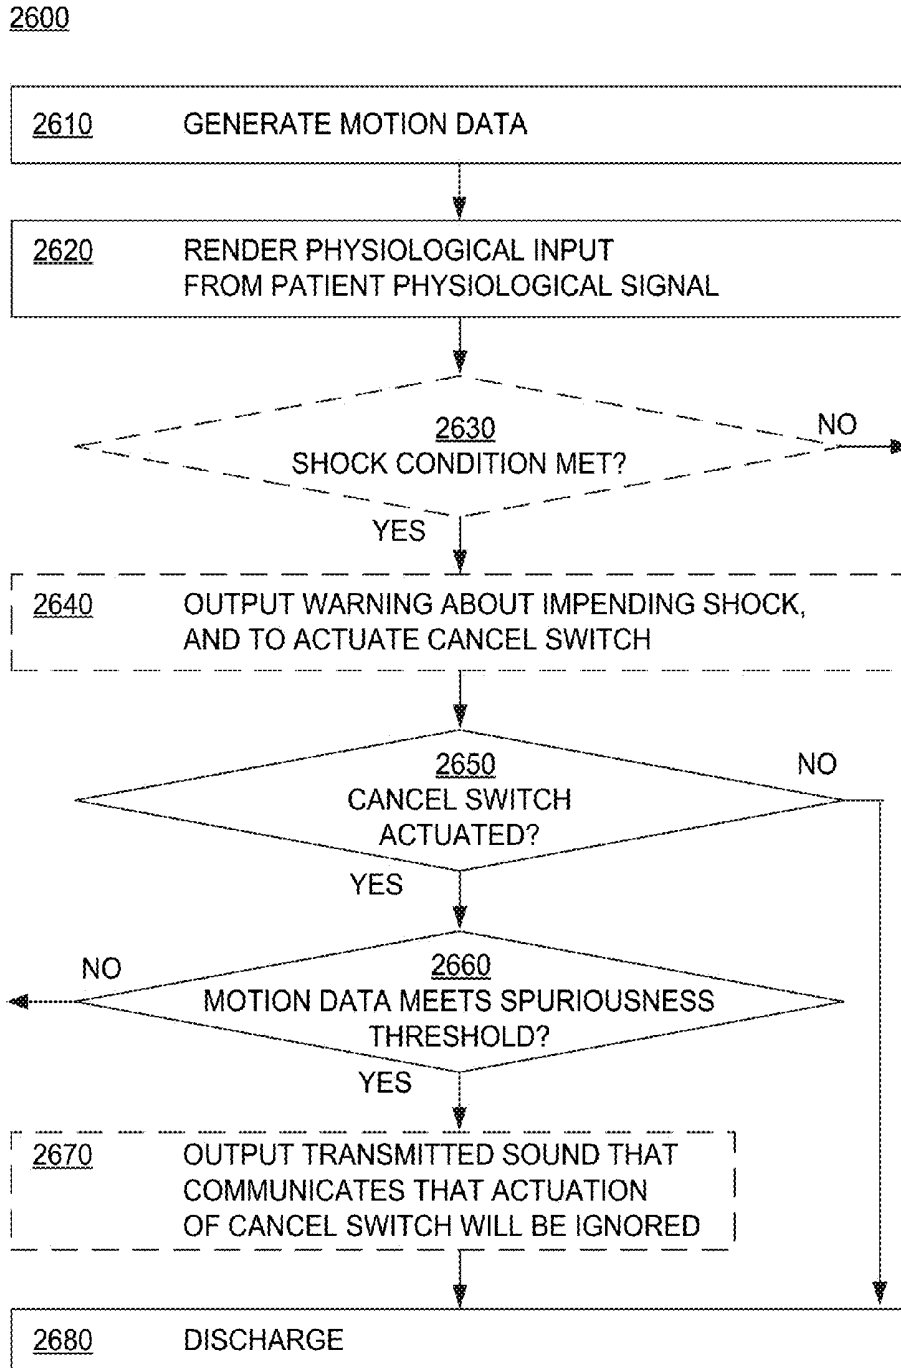 2600
2610 GENERATE MOTION DATA
2620 RENDER PHYSIOLOGICAL INPUT
FROM PATIENT PHYSIOLOGICAL SIGNAL
2630
SHOCK CONDITION MET?
NO
YES
2640 OUTPUT WARNING ABOUT IMPENDING SHOCK,
AND TO ACTUATE CANCEL SWITCH
2650
CANCEL SWITCH
ACTUATED?
NO
YES
2660
MOTION DATA MEETS SPURIOUSNESS
THRESHOLD?
NO
YES
2670 OUTPUT TRANSMITTED SOUND THAT
COMMUNICATES THAT ACTUATION
OF CANCEL SWITCH WILL BE IGNORED
2680 DISCHARGE